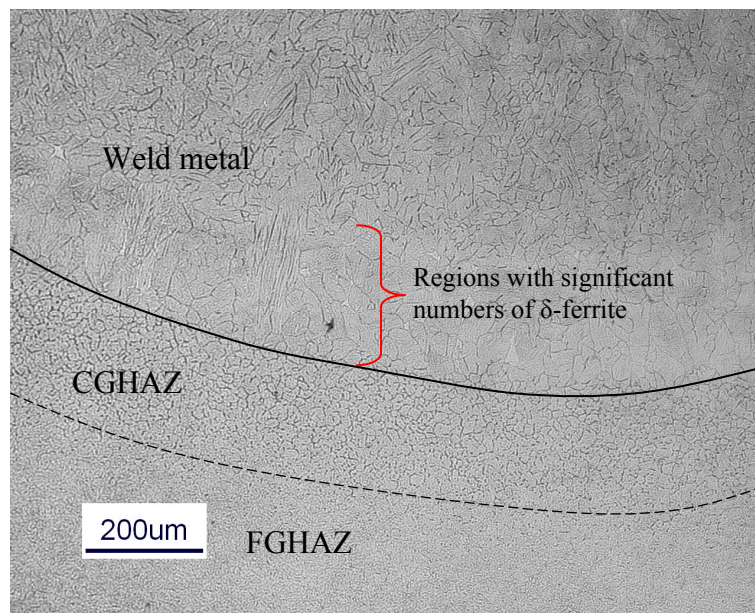 Weld metal
Regions with significant
numbers of δ-ferrite
CGHAZ
200um
FGHAZ